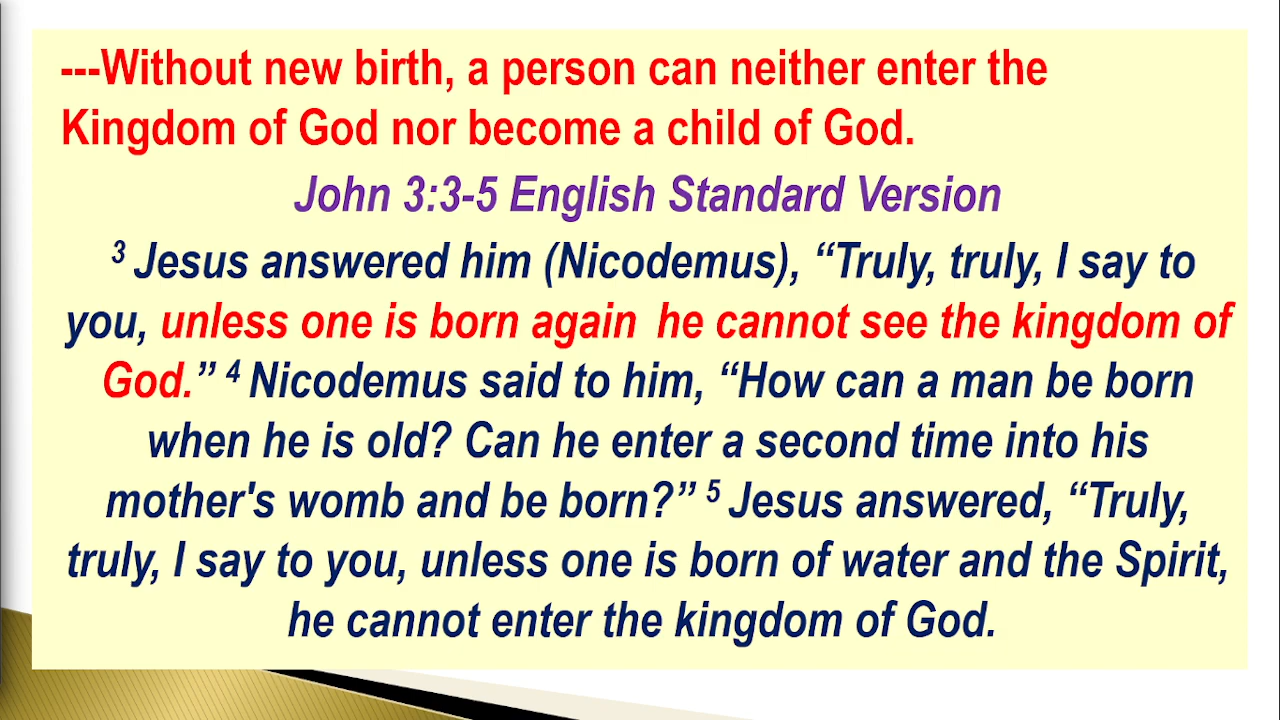 ---Without new birth, a person can neither enter the
Kingdom of God nor become a child of God.
John 3:3-5 English Standard Version
³ Jesus answered him (Nicodemus), “Truly, truly, I say to
you, unless one is born again he cannot see the kingdom of
God.” ⁴ Nicodemus said to him, “How can a man be born
when he is old? Can he enter a second time into his
mother's womb and be born?” ⁵ Jesus answered, “Truly,
truly, I say to you, unless one is born of water and the Spirit,
he cannot enter the kingdom of God.